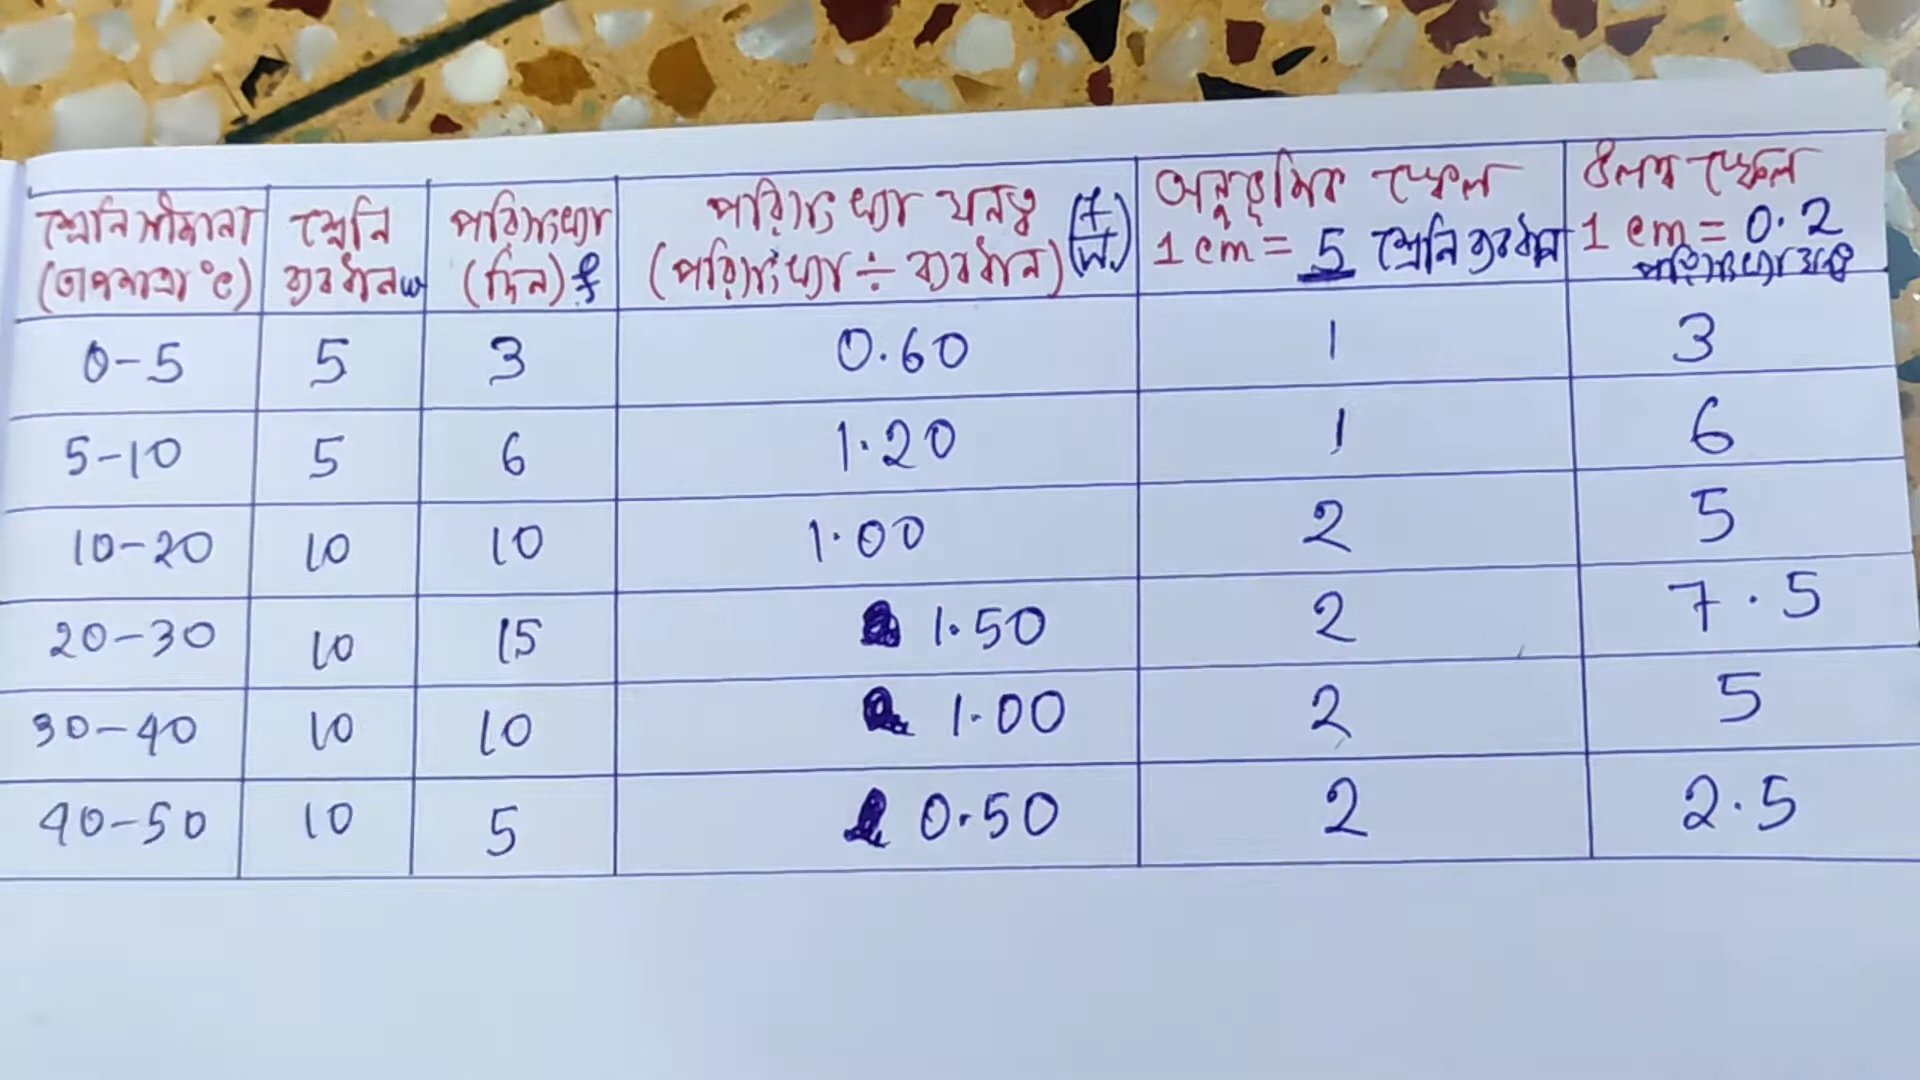 শ্রেনি সীমানা (তাপমাত্রা °c) | শ্রেনি ব্যবধান w | পরিসংখ্যা (দিন) f | পরিসংখ্যা ঘনত্ব (পরিসংখ্যা ÷ ব্যবধান) (f/w) | অনুভূমিক স্কেল 1 cm = 5 শ্রেনি ব্যবধান | উলম্ব স্কেল 1 cm = 0.2 পরিসংখ্যা ঘনত্ব
0-5 5 3 0.60 1 3
5-10 5 6 1.20 1 6
10-20 10 10 1.00 2 5
20-30 10 15 1.50 2 7.5
30-40 10 10 1.00 2 5
40-50 10 5 0.50 2 2.5